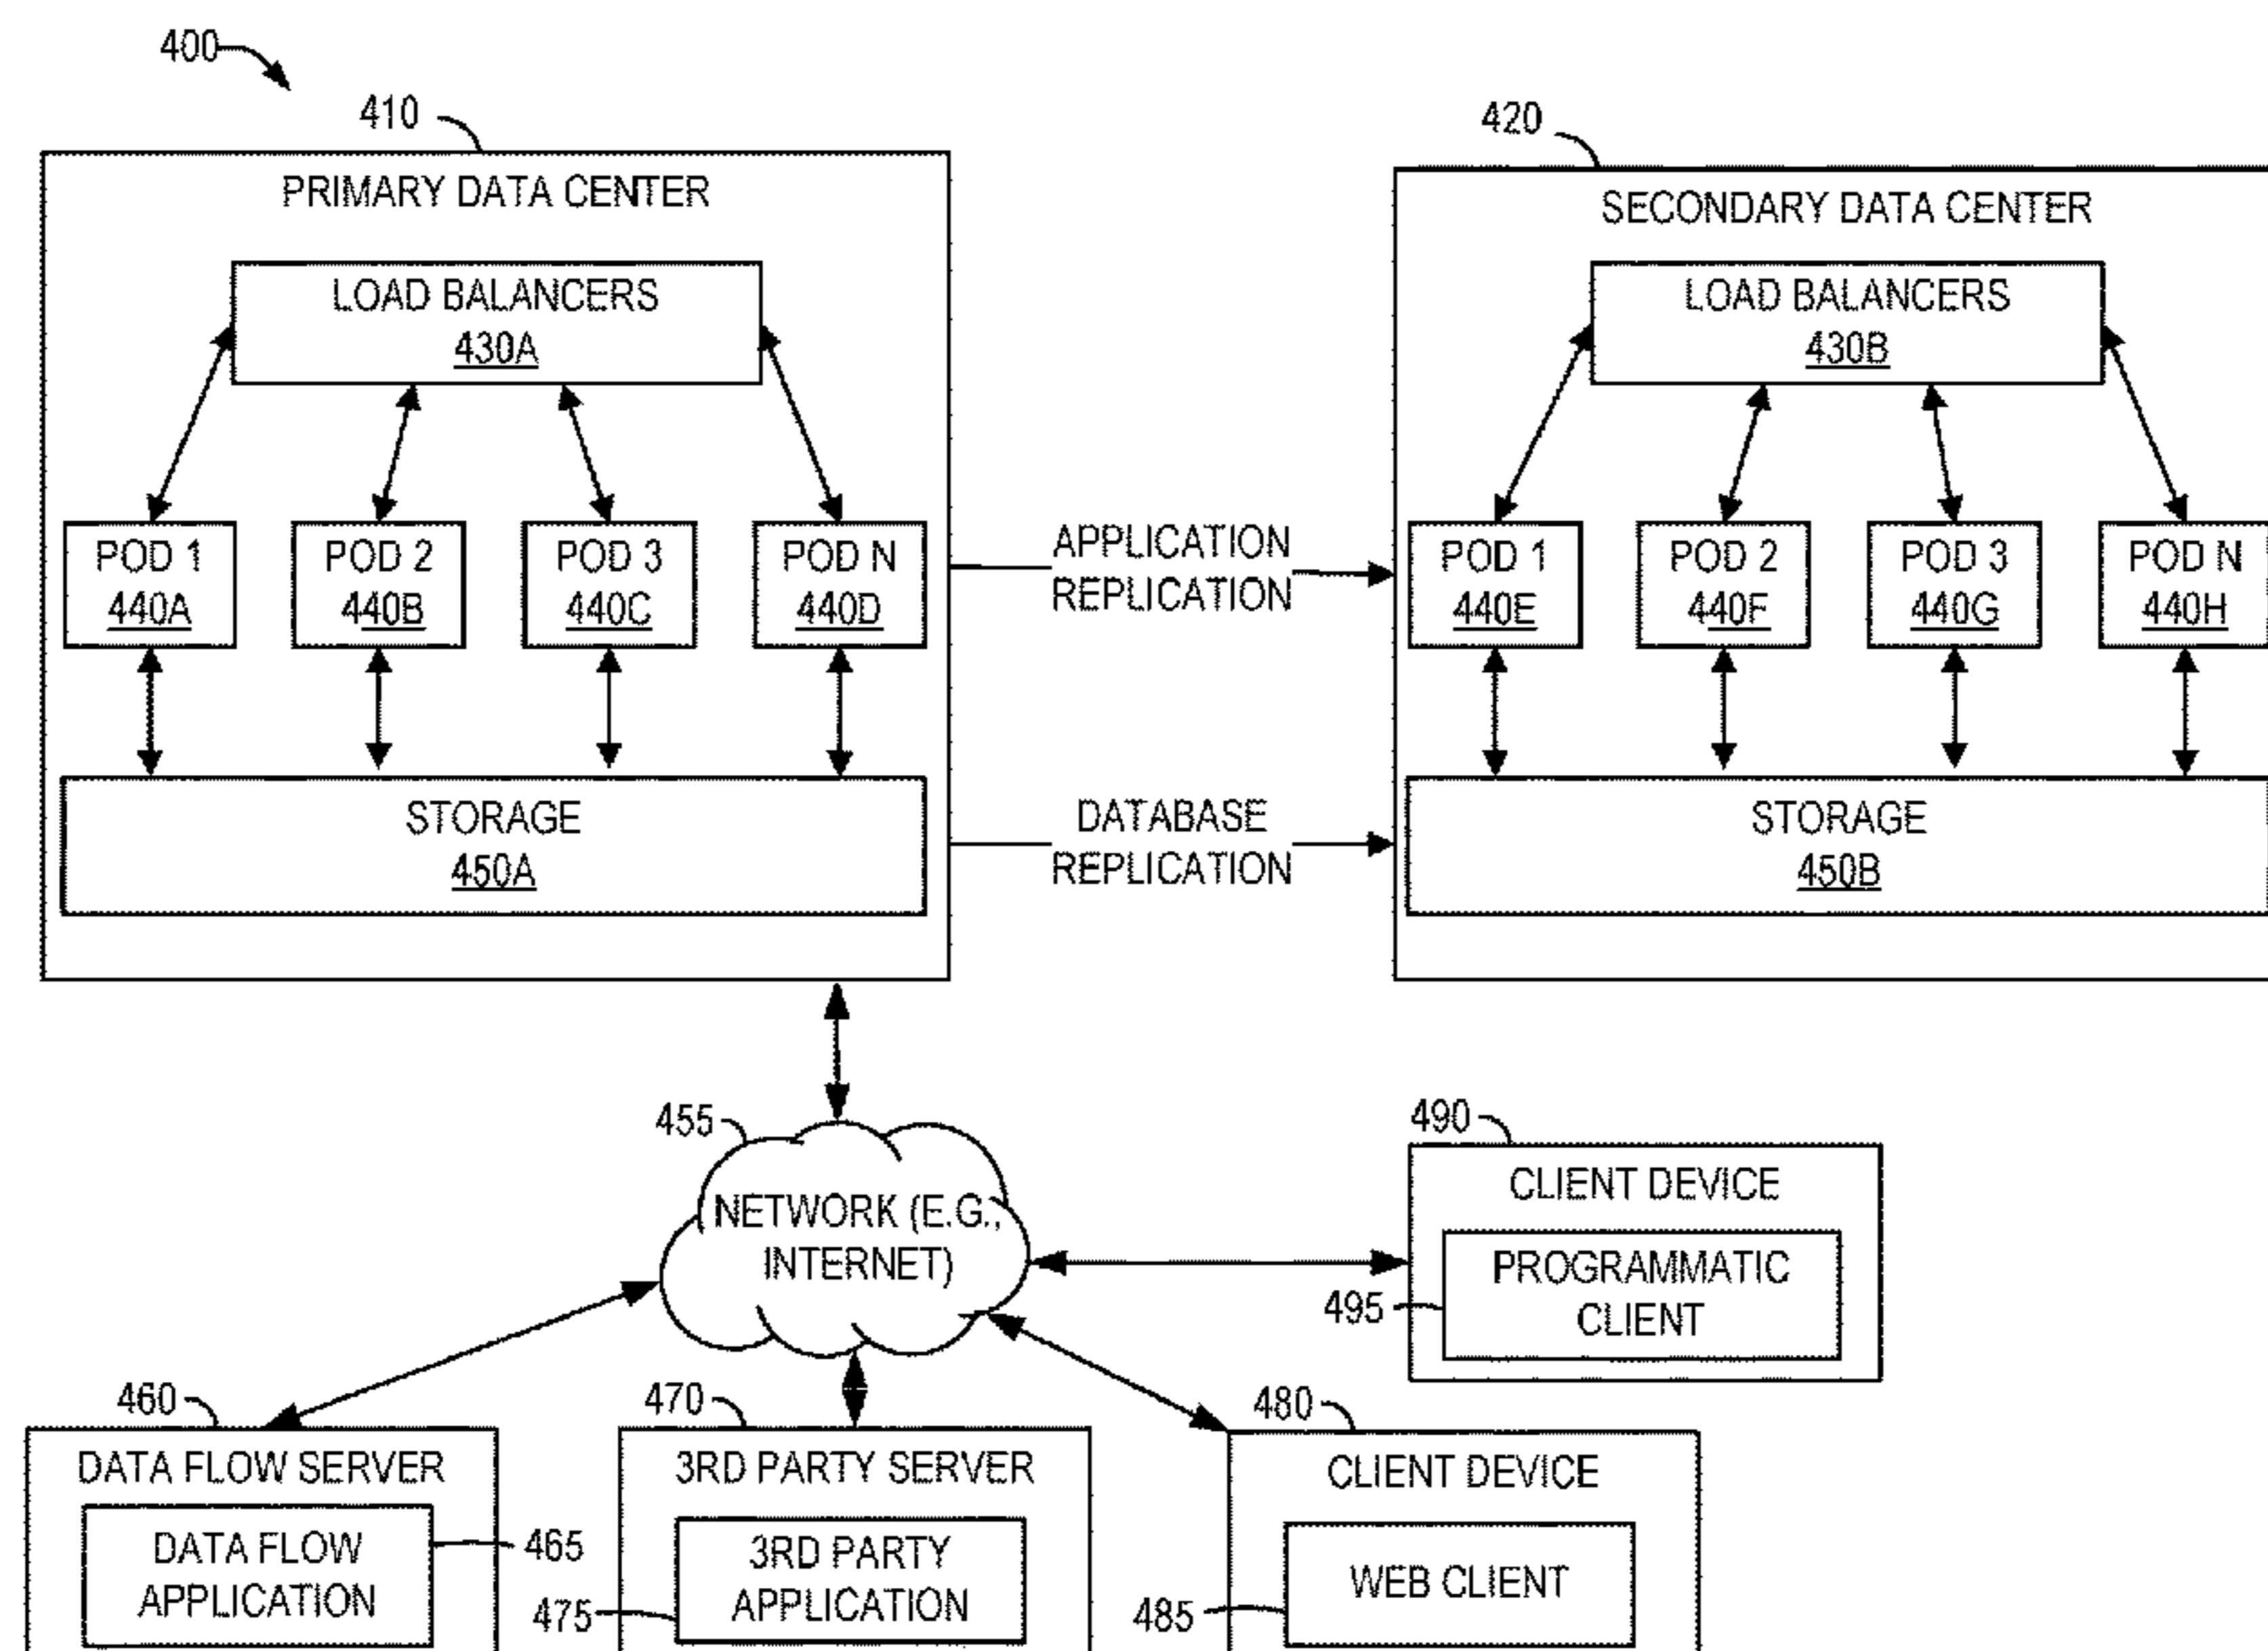 400
410
PRIMARY DATA CENTER
LOAD BALANCERS
430A
POD 1
440A
POD 2
440B
POD 3
440C
POD N
440D
STORAGE
450A
APPLICATION
REPLICATION
DATABASE
REPLICATION
420
SECONDARY DATA CENTER
LOAD BALANCERS
430B
POD 1
440E
POD 2
440F
POD 3
440G
POD N
440H
STORAGE
450B
455
NETWORK (E.G.,
INTERNET)
490
CLIENT DEVICE
PROGRAMMATIC
CLIENT
495
460
DATA FLOW SERVER
DATA FLOW
APPLICATION
465
470
3RD PARTY SERVER
3RD PARTY
APPLICATION
475
480
CLIENT DEVICE
WEB CLIENT
485